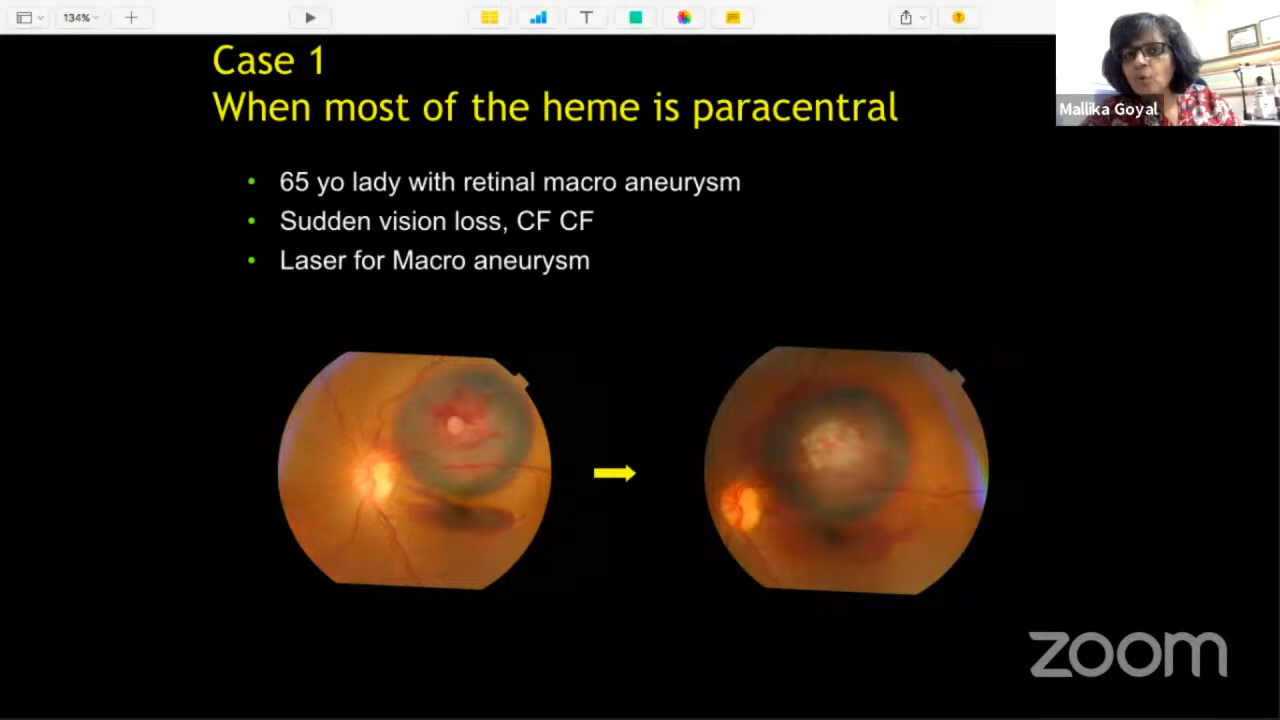 134%
Case 1
When most of the heme is paracentral
Mallika Goyal
• 65 yo lady with retinal macro aneurysm
• Sudden vision loss, CF CF
• Laser for Macro aneurysm
zoom